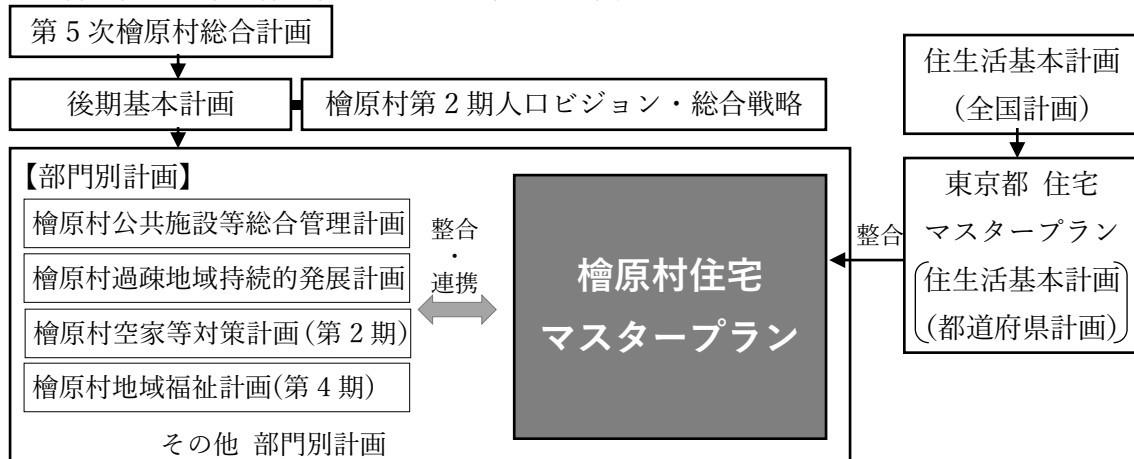 第5次檜原村総合計画
後期基本計画
檜原村第2期人口ビジョン・総合戦略
【部門別計画】
檜原村公共施設等総合管理計画
檜原村過疎地域持続的発展計画
檜原村空家等対策計画(第2期)
檜原村地域福祉計画(第4期)
その他 部門別計画
整合
・
連携
檜原村住宅
マスタープラン
整合
住生活基本計画
(全国計画)
東京都 住宅
マスタープラン
住生活基本計画
(都道府県計画)